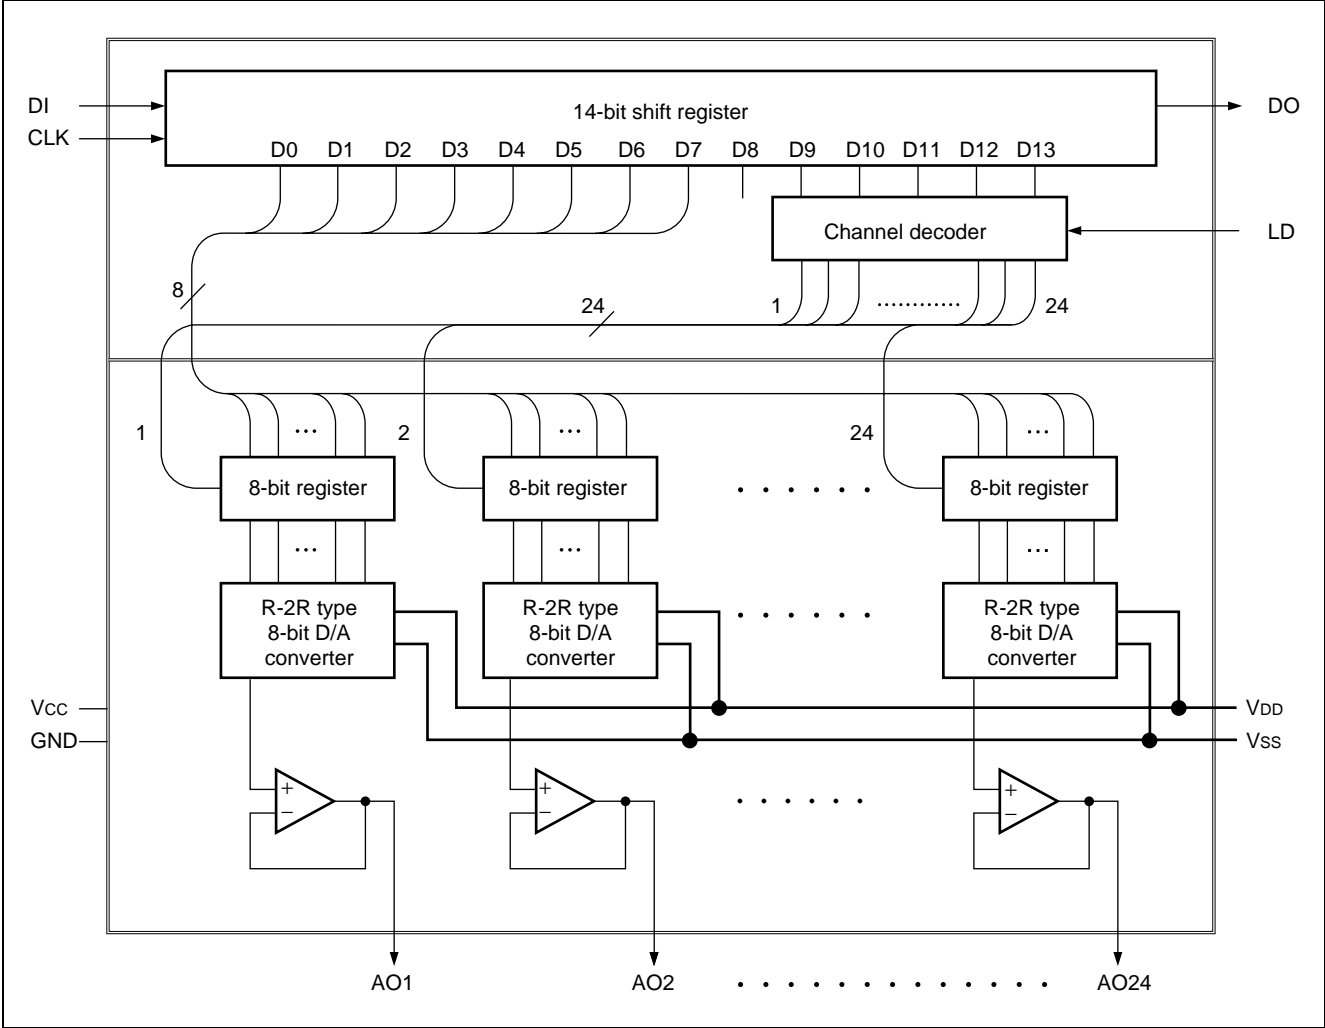 14-bit shift register
DI
CLK
DO
D0 D1 D2 D3 D4 D5 D6 D7 D8 D9 D10 D11 D12 D13
Channel decoder
LD
8
24
1
............
24
1
2
24
...
...
...
8-bit register
8-bit register
......
8-bit register
...
...
...
R-2R type
8-bit D/A
converter
R-2R type
8-bit D/A
converter
......
R-2R type
8-bit D/A
converter
VCC
GND
VDD
VSS
+
−
+
−
......
+
−
AO1
AO2
.............
AO24